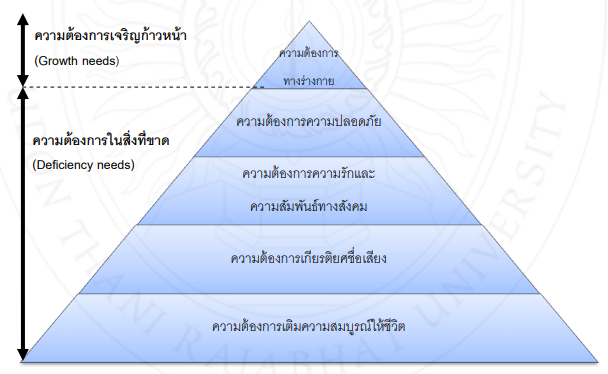 ความต้องการเจริญก้าวหน้า
(Growth needs)
ความต้องการ
ทางร่างกาย
ความต้องการความปลอดภัย
ความต้องการในสิ่งที่ขาด
(Deficiency needs)
ความต้องการความรักและ
ความสัมพันธ์ทางสังคม
ความต้องการเกียรติยศชื่อเสียง
ความต้องการเติมความสมบูรณ์ให้ชีวิต
THANI RAJABHAT UNIVERSITY